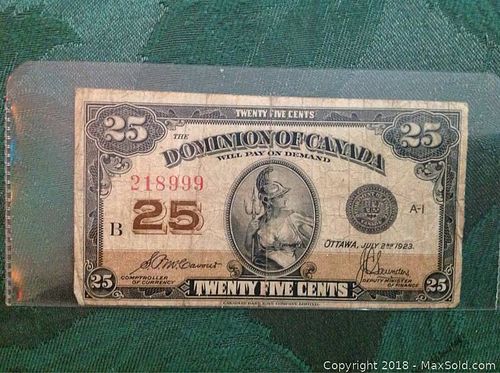 TWENTY FIVE CENTS
25 25
THE
DOMINION OF CANADA
WILL PAY ON DEMAND
218999
B 25 A-1
OTTAWA, JULY 2ND 1923.
COMPTROLLER OF CURRENCY
J.C. Saunders
DEPUTY MINISTER OF FINANCE
25 TWENTY FIVE CENTS 25
Copyright 2018 - MaxSold.com